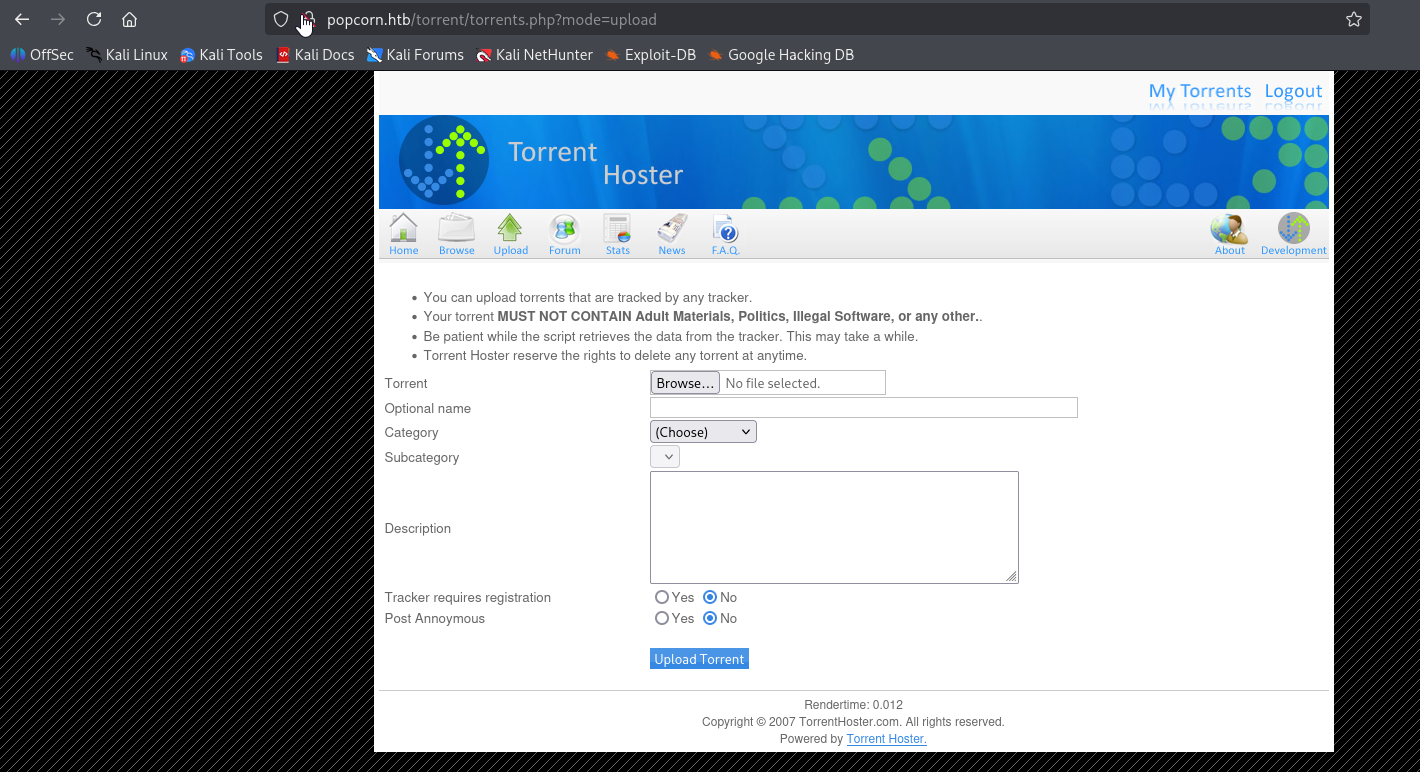 popcorn.htb/torrent/torrents.php?mode=upload
OffSec Kali Linux Kali Tools Kali Docs Kali Forums Kali NetHunter Exploit-DB Google Hacking DB
My Torrents Logout
Torrent
Hoster
Home Browse Upload Forum Stats News F.A.Q. About Development
• You can upload torrents that are tracked by any tracker.
• Your torrent MUST NOT CONTAIN Adult Materials, Politics, Illegal Software, or any other..
• Be patient while the script retrieves the data from the tracker. This may take a while.
• Torrent Hoster reserve the rights to delete any torrent at anytime.
Torrent Browse... No file selected.
Optional name
Category (Choose)
Subcategory
Description
Tracker requires registration Yes No
Post Annoymous Yes No
Upload Torrent
Rendertime: 0.012
Copyright © 2007 TorrentHoster.com. All rights reserved.
Powered by Torrent Hoster.